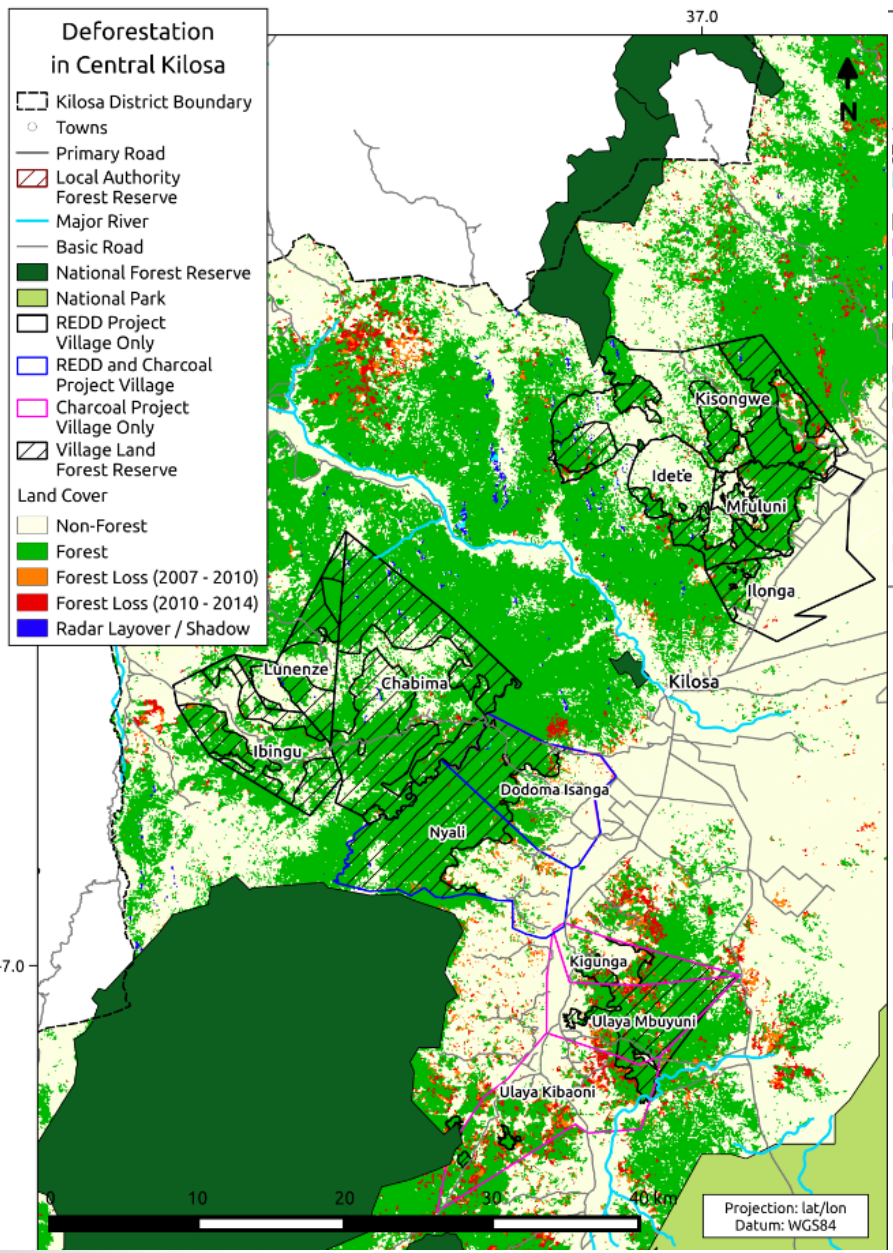 Deforestation
in Central Kilosa
Kilosa District Boundary
Towns
Primary Road
Local Authority
Forest Reserve
Major River
Basic Road
National Forest Reserve
National Park
REDD Project
Village Only
REDD and Charcoal
Project Village
Charcoal Project
Village Only
Village Land
Forest Reserve
Land Cover
Non-Forest
Forest
Forest Loss (2007 - 2010)
Forest Loss (2010 - 2014)
Radar Layover / Shadow
37.0
N
Kisongwe
Idete
Mfuluni
Ilonga
Lunenze
Chabima
Kilosa
Ibingu
Dodoma Isanga
Nyali
-7.0
Kigunga
Ulaya Mbuyuni
Ulaya Kibaoni
0 10 20 30 40 km
Projection: lat/lon
Datum: WGS84